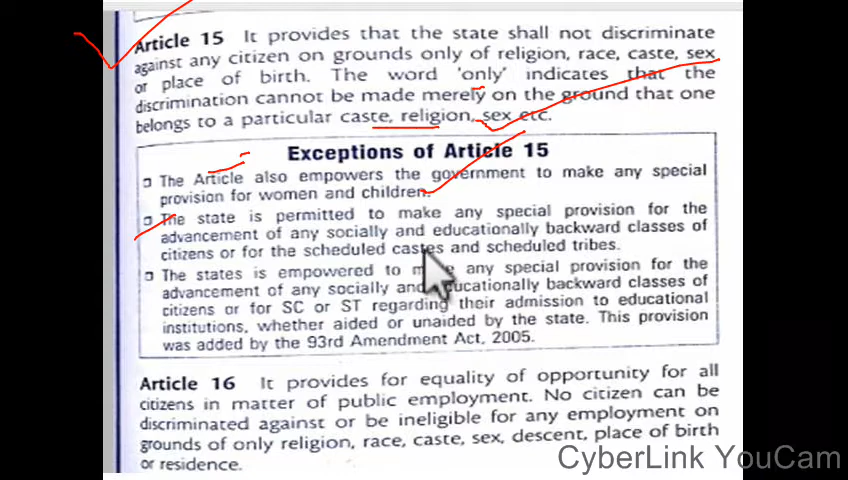 Article 15 It provides that the state shall not discriminate
against any citizen on grounds only of religion, race, caste, sex
or place of birth. The word 'only' indicates that the
discrimination cannot be made merely on the ground that one
belongs to a particular caste, religion, sex etc.
Exceptions of Article 15
The Article also empowers the government to make any special
provision for women and children.
The state is permitted to make any special provision for the
advancement of any socially and educationally backward classes of
citizens or for the scheduled castes and scheduled tribes.
The states is empowered to make any special provision for the
advancement of any socially and educationally backward classes of
citizens or for SC or ST regarding their admission to educational
institutions, whether aided or unaided by the state. This provision
was added by the 93rd Amendment Act, 2005.
Article 16 It provides for equality of opportunity for all
citizens in matter of public employment. No citizen can be
discriminated against or be ineligible for any employment on
grounds of only religion, race, caste, sex, descent, place of birth
or residence.
CyberLink YouCam